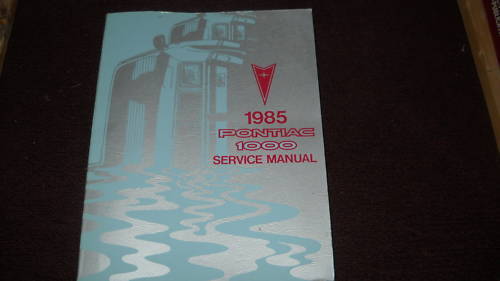 1985
PONTIAC
1000
SERVICE MANUAL